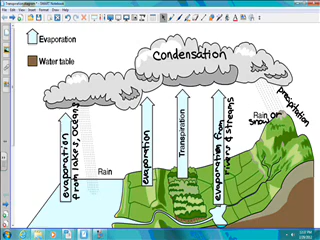 Evaporation
Water table
Condensation
precipitation
Rain or
Snow
evaporation
from lakes, oceans
Rain
evaporation
Transpiration
evaporation from
rivers & streams